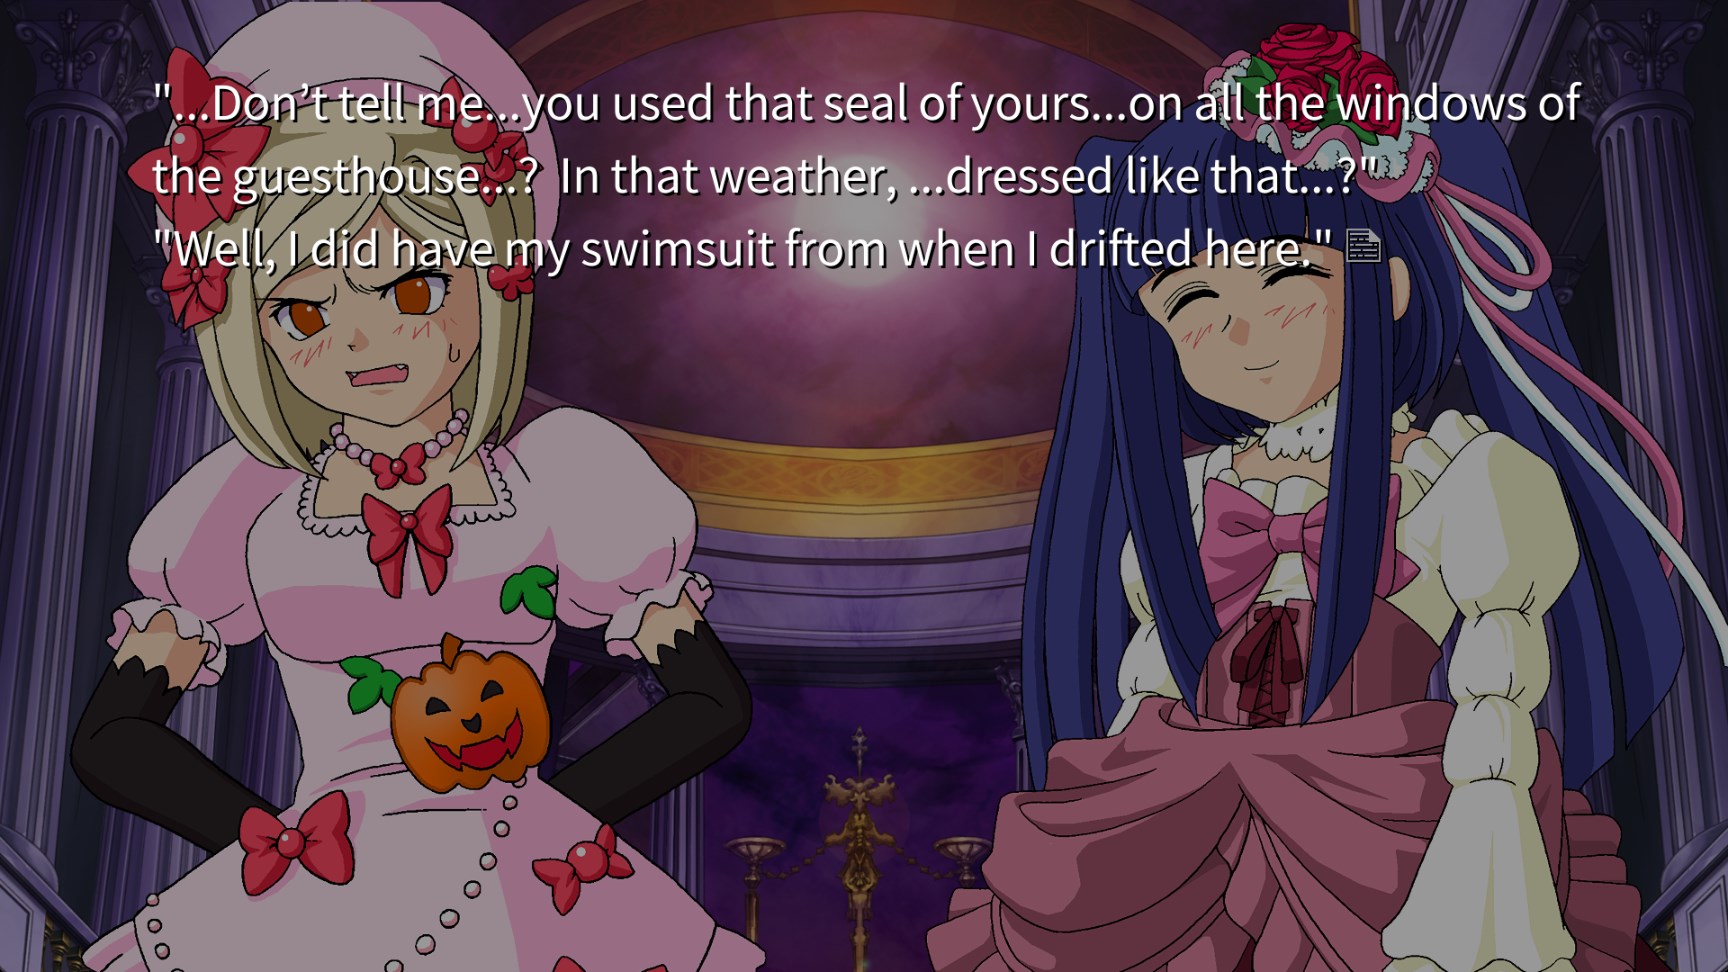 "...Don’t tell me...you used that seal of yours...on all the windows of
the guesthouse...?  In that weather, ...dressed like that...?"
"Well, I did have my swimsuit from when I drifted here."